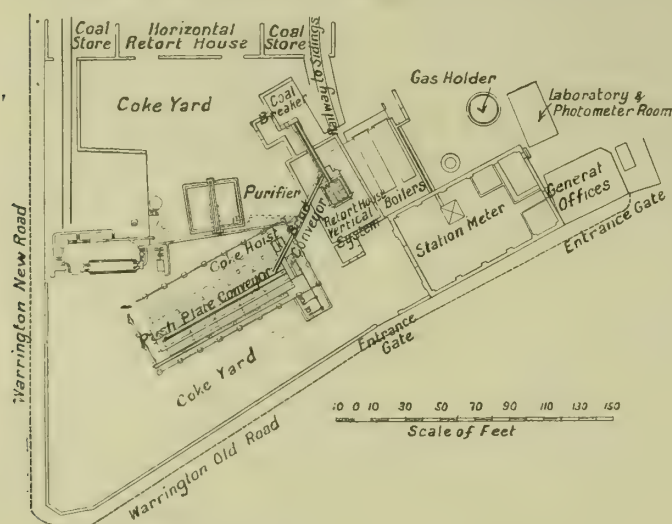 Coal
Store
Horizontal
Retort House
Coal
Store
Railway to Sidings
Coke Yard
Coal
Breaker
Gas Holder
Laboratory &
Photometer Room
Purifier
Retort House
Vertical
System
Boilers
Station Meter
General
Offices
Entrance Gate
Coke Hoist
Conveyor
Plate Conveyor
Coke Yard
Entrance
Gate
Warrington New Road
Warrington Old Road
10 0 10 30 50 70 90 110 130 150
Scale of Feet